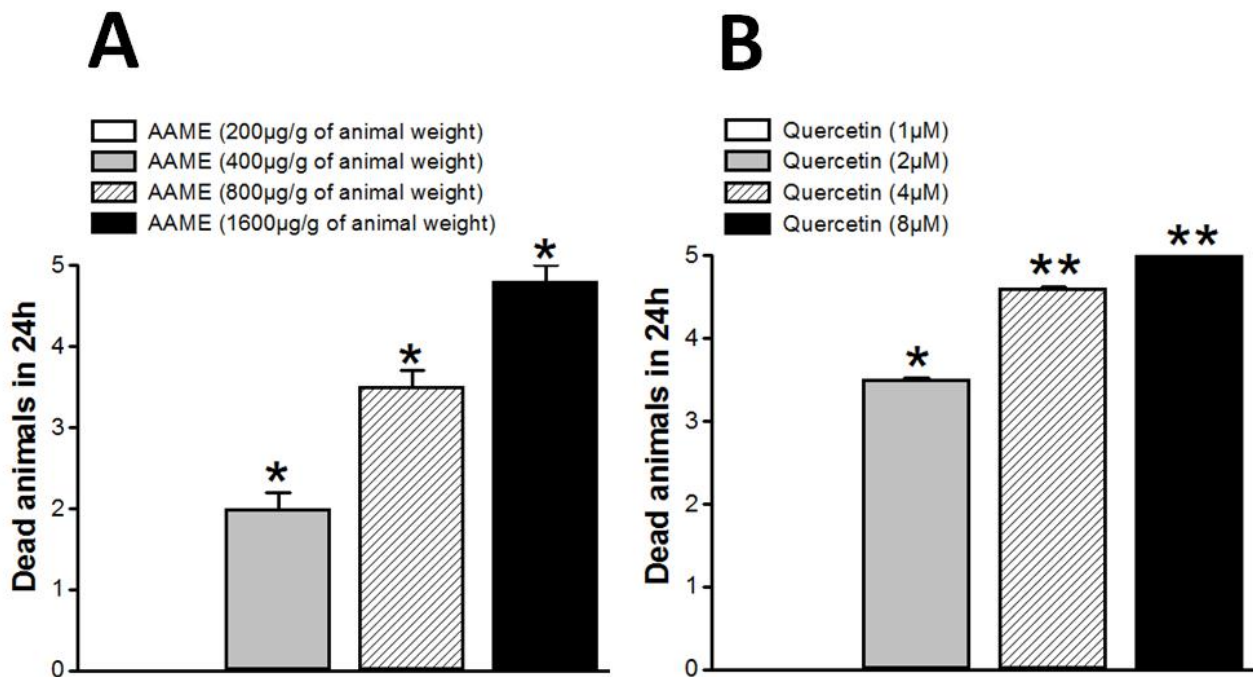 A
AAME (200µg/g of animal weight)
AAME (400µg/g of animal weight)
AAME (800µg/g of animal weight)
AAME (1600µg/g of animal weight)
Dead animals in 24h
5
4
3
2
1
0
*
*
*
B
Quercetin (1µM)
Quercetin (2µM)
Quercetin (4µM)
Quercetin (8µM)
Dead animals in 24h
5
4
3
2
1
0
*
**
**